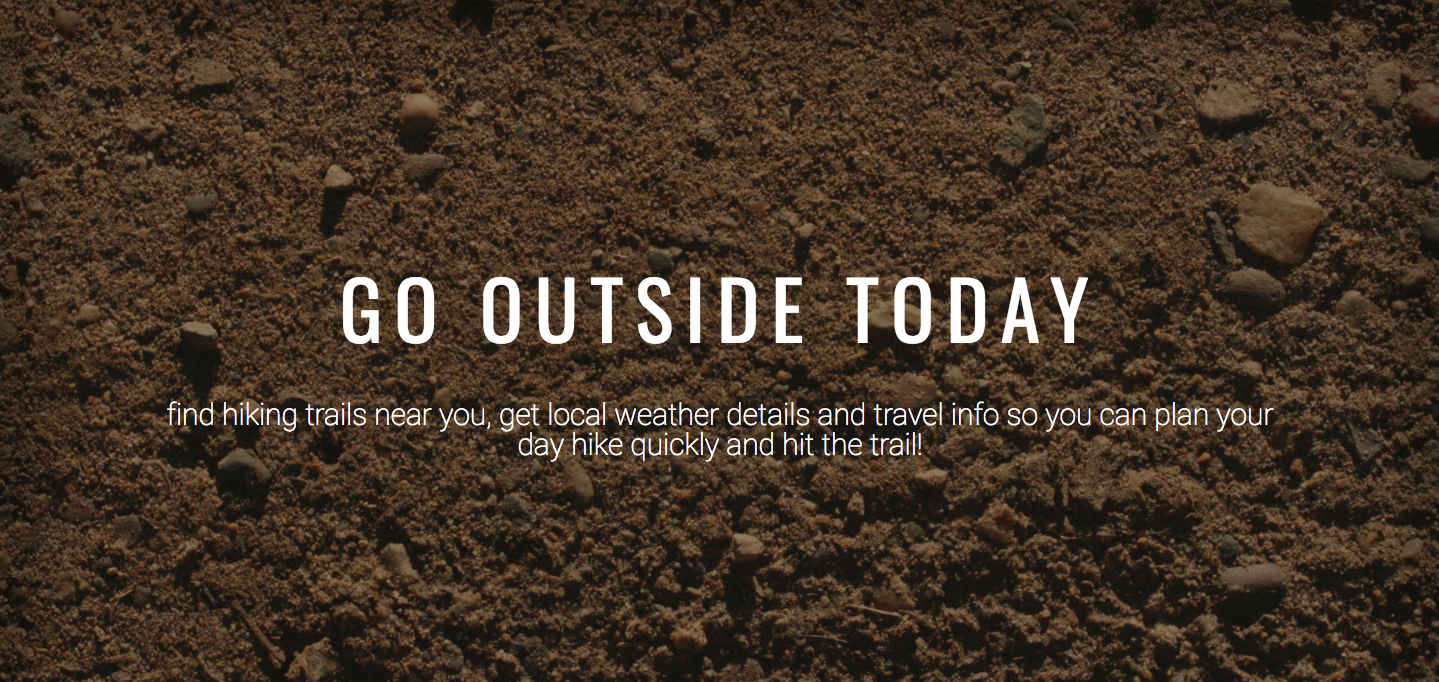 GO OUTSIDE TODAY
find hiking trails near you, get local weather details and travel info so you can plan your
day hike quickly and hit the trail!